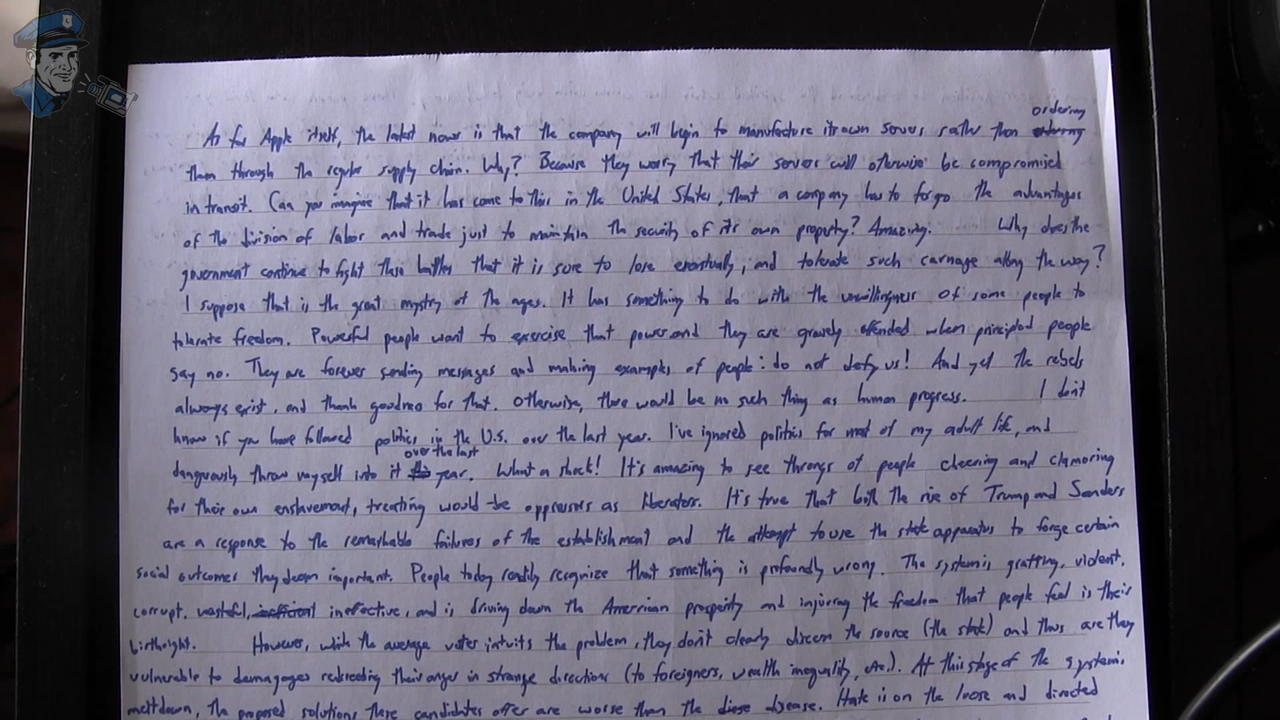 ordering
As for Apple itself, the latest news is that the company will begin to manufacture its own servers rather than
them through the regular supply chain. Why? Because they worry that their servers will otherwise be compromised
in transit. Can you imagine that it has come to this in the United States, that a company has to forgo the advantages
of the division of labor and trade just to maintain the security of its own property? Amazing. Why does the
government continue to fight these battles that it is sure to lose eventually, and tolerate such carnage along the way?
I suppose that is the great mystry of the ages. It has something to do with the unwillingness of some people to
tolerate freedom. Powerful people want to exercise that power and they are gravely offended when principled people
say no. They are forever sending messages and making examples of people: do not defy us! And yet the rebels
always exist, and thank goodness for that. Otherwise, there would be no such thing as human progress. I don't
know if you have followed politics in the U.S. over the last year. I've ignored politics for most of my adult life, and
over the last
dangerously threw myself into it year. What a shock! It's amazing to see throngs of people cheering and clamoring
for their own enslavement, treating would be oppressors as liberators. It's true that both the rise of Trump and Sanders
are a response to the remarkable failures of the establishment and the attempt to use the state apparatus to forge certain
social outcomes they deem important. People today readily recognize that something is profoundly wrong. The system is grafting, violent,
corrupt, wasteful, inefficient ineffective, and is driving down the American prosperity and injuring the freedom that people feel is their
birthright. However, while the average voter intuits the problem, they don't clearly discern the source (the state) and thus are they
vulnerable to demagoges redirecting their anger in strange directions (to foreigners, wealth inequality, etc.). At this stage of the system's
meltdown, the proposed solutions these candidates offer are worse than the disease. Hate is on the loose and directed